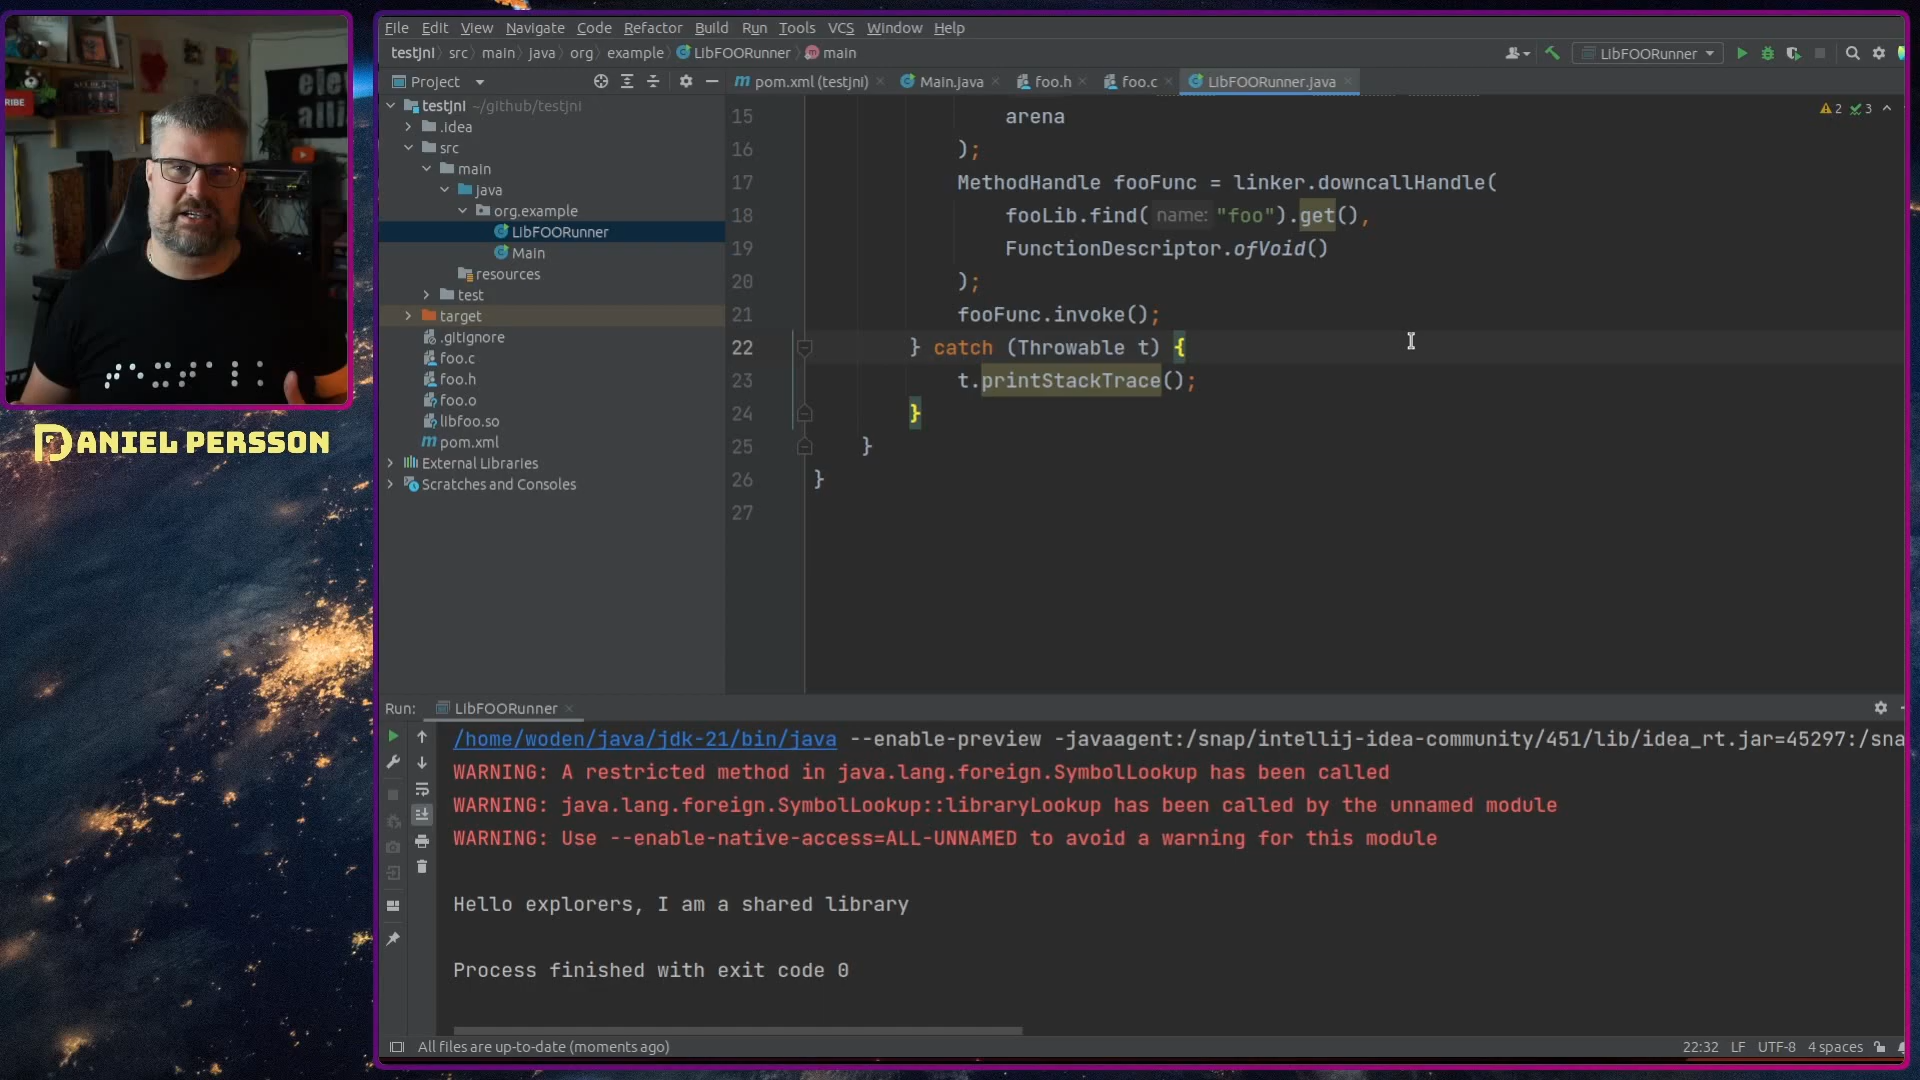 File Edit View Navigate Code Refactor Build Run Tools VCS Window Help
testJni src main java org example LibFOORunner main
LibFOORunner
Project
pom.xml (testjni) Main.java foo.h foo.c LibFOORunner.java
testJni ~/github/testJni
.idea
src
main
java
org.example
LibFOORunner
Main
resources
test
target
.gitignore
foo.c
foo.h
foo.o
libfoo.so
pom.xml
External Libraries
Scratches and Consoles
2 3
15 arena
16 );
17 MethodHandle fooFunc = linker.downcallHandle(
18 fooLib.find( name: "foo").get(),
19 FunctionDescriptor.ofVoid()
20 );
21 fooFunc.invoke();
22 } catch (Throwable t) {
23 t.printStackTrace();
24 }
25 }
26 }
27
DANIEL PERSSON
Run: LibFOORunner
/home/woden/java/jdk-21/bin/java --enable-preview -javaagent:/snap/intellij-idea-community/451/lib/idea_rt.jar=45297:/sna
WARNING: A restricted method in java.lang.foreign.SymbolLookup has been called
WARNING: java.lang.foreign.SymbolLookup::libraryLookup has been called by the unnamed module
WARNING: Use --enable-native-access=ALL-UNNAMED to avoid a warning for this module
Hello explorers, I am a shared library
Process finished with exit code 0
All files are up-to-date (moments ago)
22:32 LF UTF-8 4 spaces